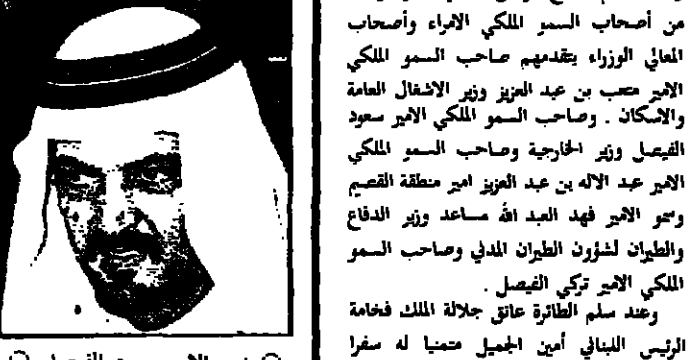 من أصحاب السمو الملكي الامراء وأصحاب
المعالي الوزراء يتقدمهم صاحب السمو الملكي
الامير متعب بن عبد العزيز وزير الاشغال العامة
والاسكان . وصاحب السمو الملكي الامير سعود
الفيصل وزير الخارجية وصاحب السمو الملكي
الامير عبد الاله بن عبد العزيز امير منطقة القصيم
وسمو الامير فهد العبد الله مساعد وزير الدفاع
والطيران لشؤون الطيران المدني وصاحب السمو
الملكي الامير تركي الفيصل .
وعند سلم الطائرة عانق جلالة الملك فخامة
الرئيس اللبناني أمين الجميل متمنيا له سفرا